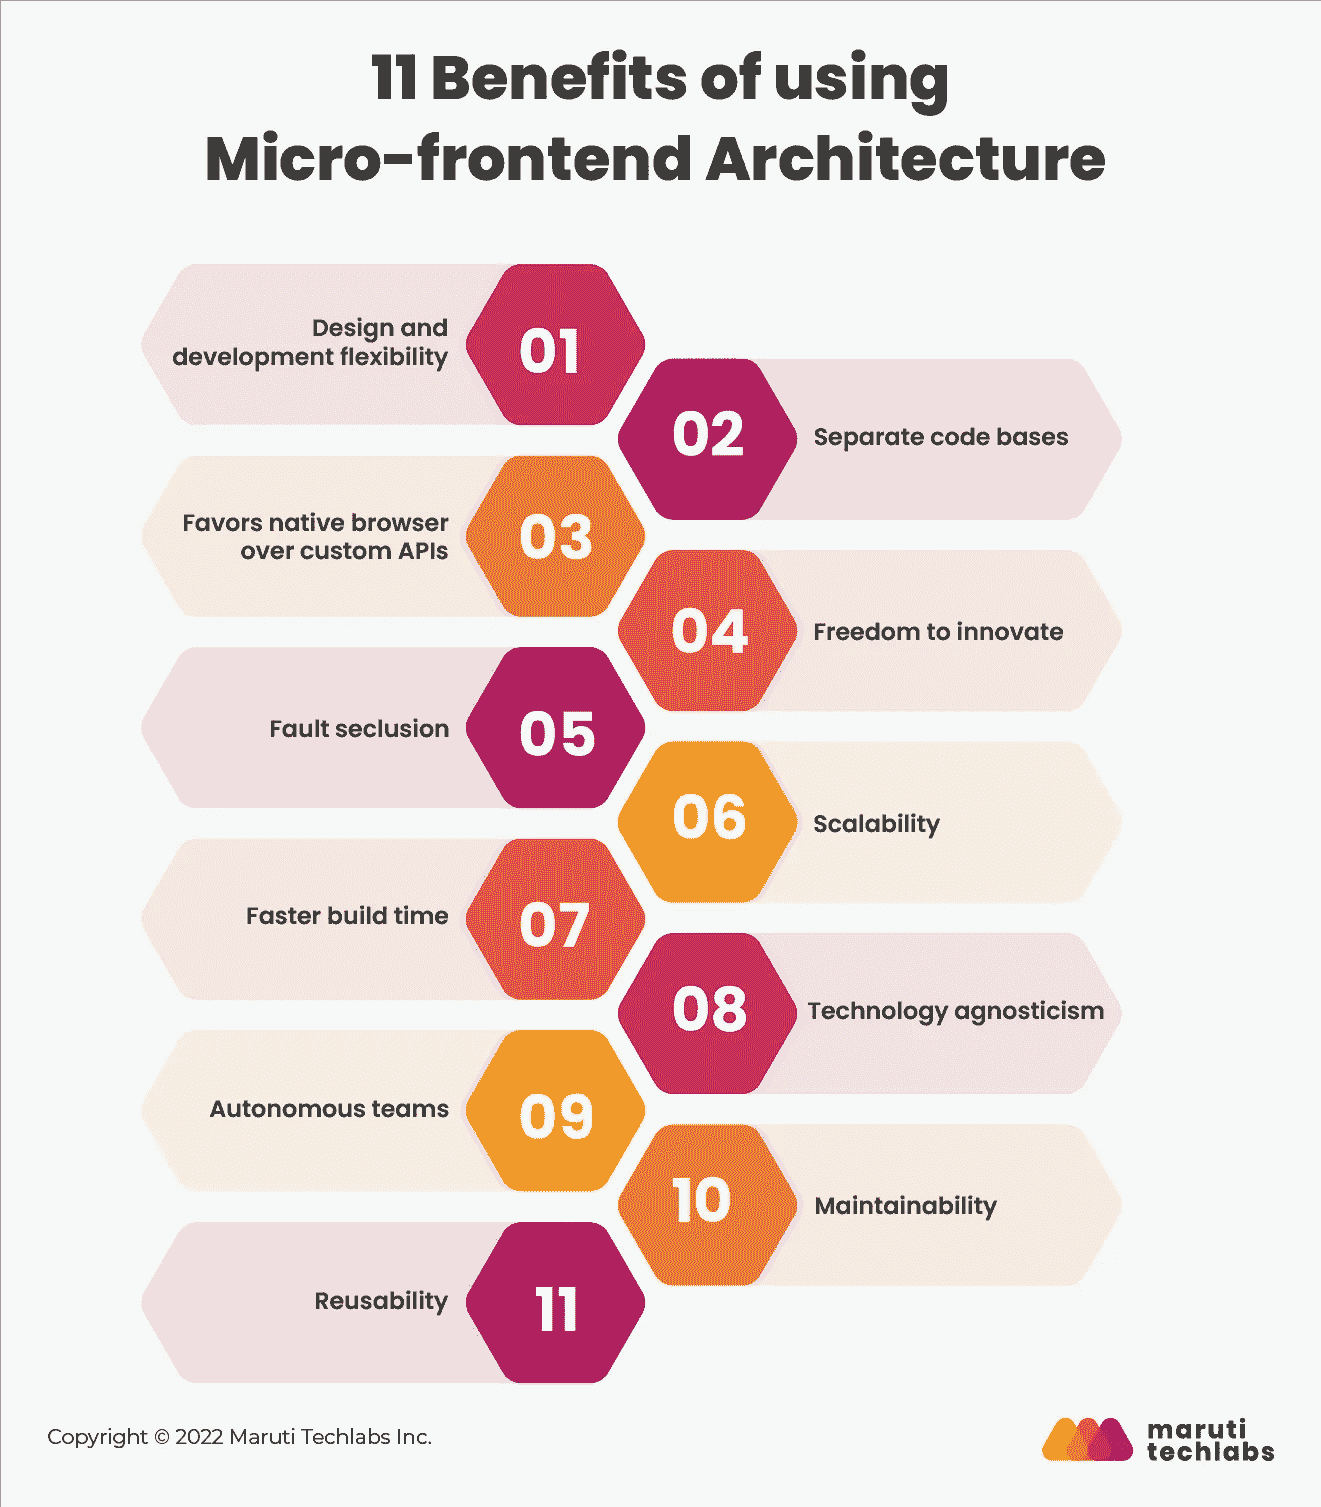 11 Benefits of using
Micro-frontend Architecture
Design and
development flexibility
01
02
Separate code bases
Favors native browser
over custom APIs
03
04
Freedom to innovate
Fault seclusion
05
06
Scalability
Faster build time
07
08
Technology agnosticism
Autonomous teams
09
10
Maintainability
Reusability
11
Copyright © 2022 Maruti Techlabs Inc.
maruti
techlabs